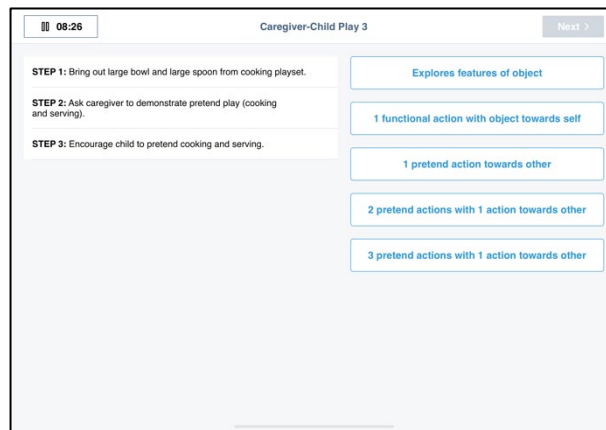 08:26
Caregiver-Child Play 3
Next >
STEP 1: Bring out large bowl and large spoon from cooking playset.
STEP 2: Ask caregiver to demonstrate pretend play (cooking
and serving).
STEP 3: Encourage child to pretend cooking and serving.
Explores features of object
1 functional action with object towards self
1 pretend action towards other
2 pretend actions with 1 action towards other
3 pretend actions with 1 action towards other